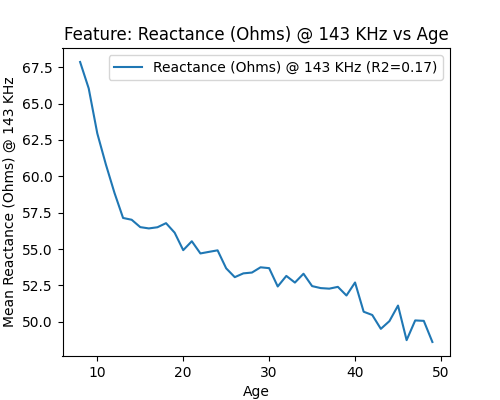 Feature: Reactance (Ohms) @ 143 KHz vs Age
Reactance (Ohms) @ 143 KHz (R2=0.17)
Mean Reactance (Ohms) @ 143 KHz
67.5
65.0
62.5
60.0
57.5
55.0
52.5
50.0
10 20 30 40 50
Age